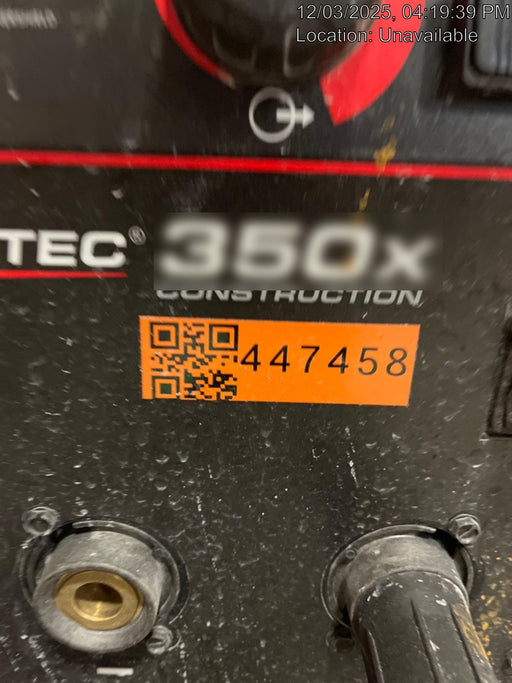 12/03/2025, 04:19:39 PM
Location: Unavailable
TEC® 350x
CONSTRUCTION
447458